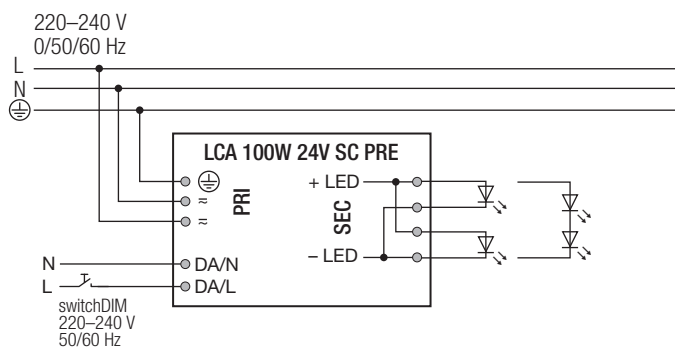 220–240 V
0/50/60 Hz
L
N
LCA 100W 24V SC PRE
PRI
≂
≂
+ LED
SEC
– LED
N
DA/N
L
DA/L
switchDIM
220–240 V
50/60 Hz